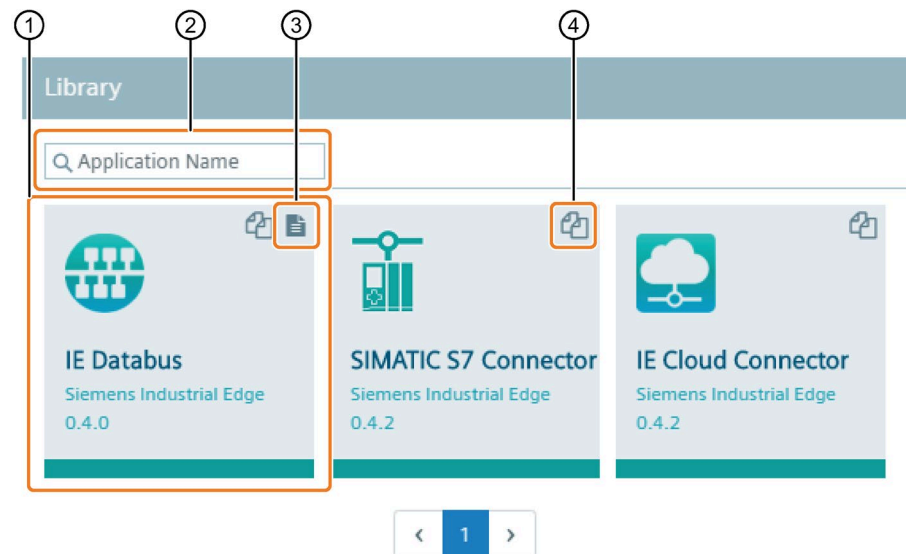 ① ② ③ ④
Library
Application Name
IE Databus
Siemens Industrial Edge
0.4.0
SIMATIC S7 Connector
Siemens Industrial Edge
0.4.2
IE Cloud Connector
Siemens Industrial Edge
0.4.2
‹ 1 ›